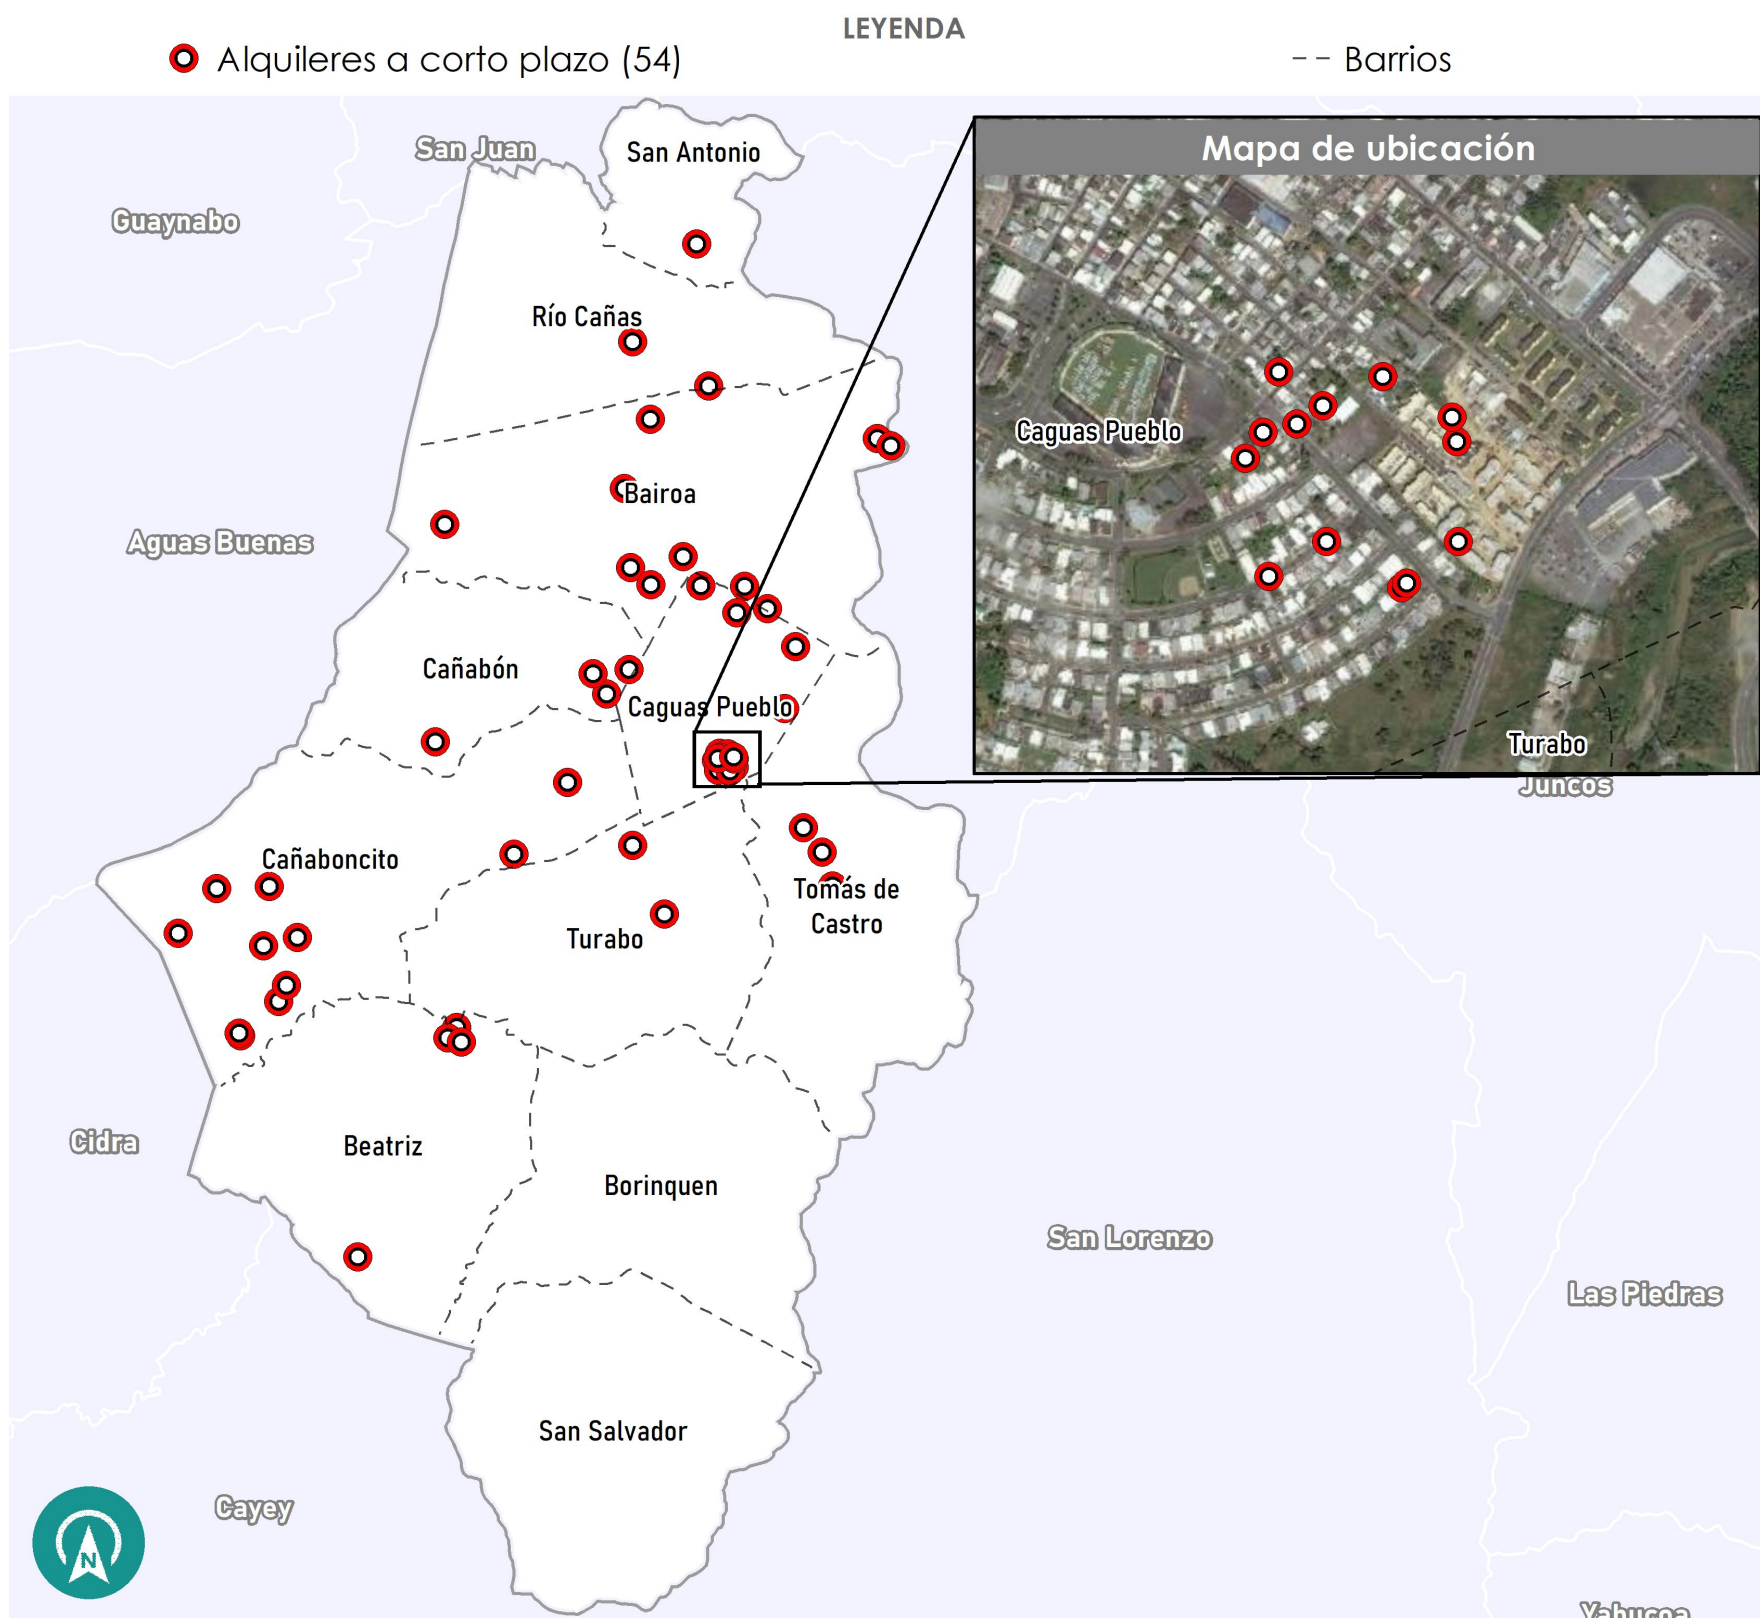 LEYENDA
Alquileres a corto plazo (54)
Barrios
San Juan
San Antonio
Mapa de ubicación
Guaynabo
Río Cañas
Caguas Pueblo
Bairoa
Aguas Buenas
Cañabón
Caguas Pueblo
Turabo
Juncos
Cañaboncito
Tomás de
Castro
Turabo
Cidra
Beatriz
Borinquen
San Lorenzo
Las Piedras
San Salvador
Cayey
N
Yabucoa